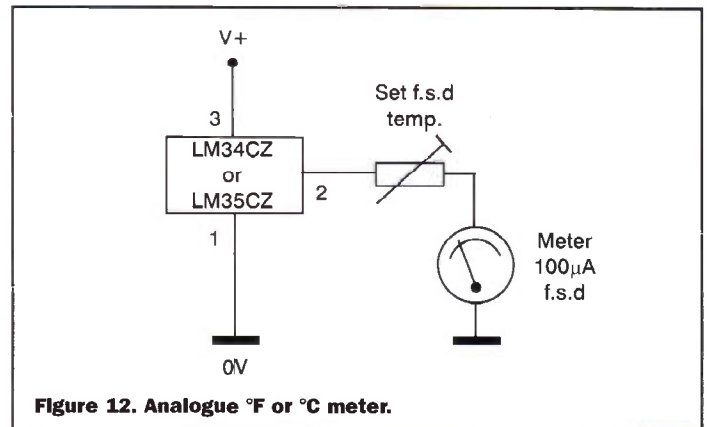 V+
3
Set f.s.d
temp.
LM34CZ
or
LM35CZ
2
1
Meter
100µA
f.s.d
0V
Figure 12. Analogue °F or °C meter.